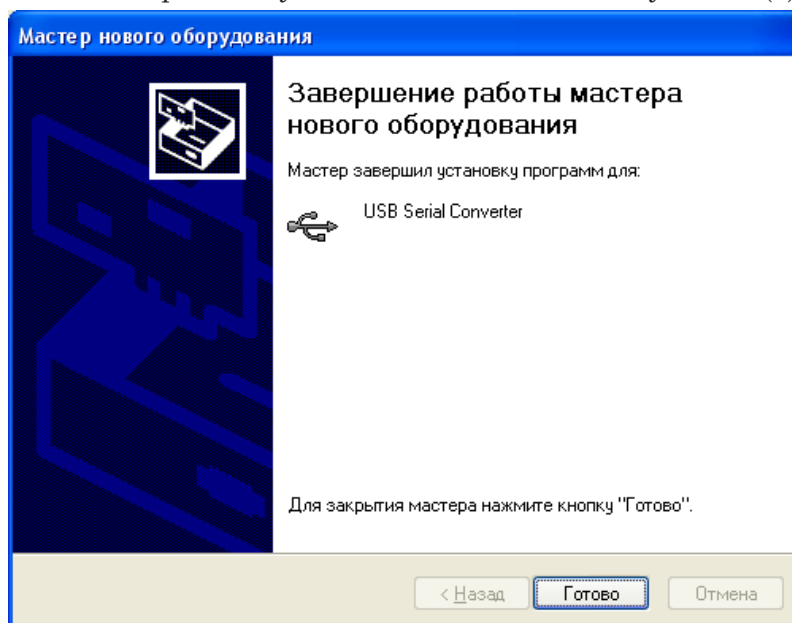 Мастер нового оборудования
Завершение работы мастера
нового оборудования
Мастер завершил установку программ для:
USB Serial Converter
Для закрытия мастера нажмите кнопку "Готово".
< Назад
Готово
Отмена